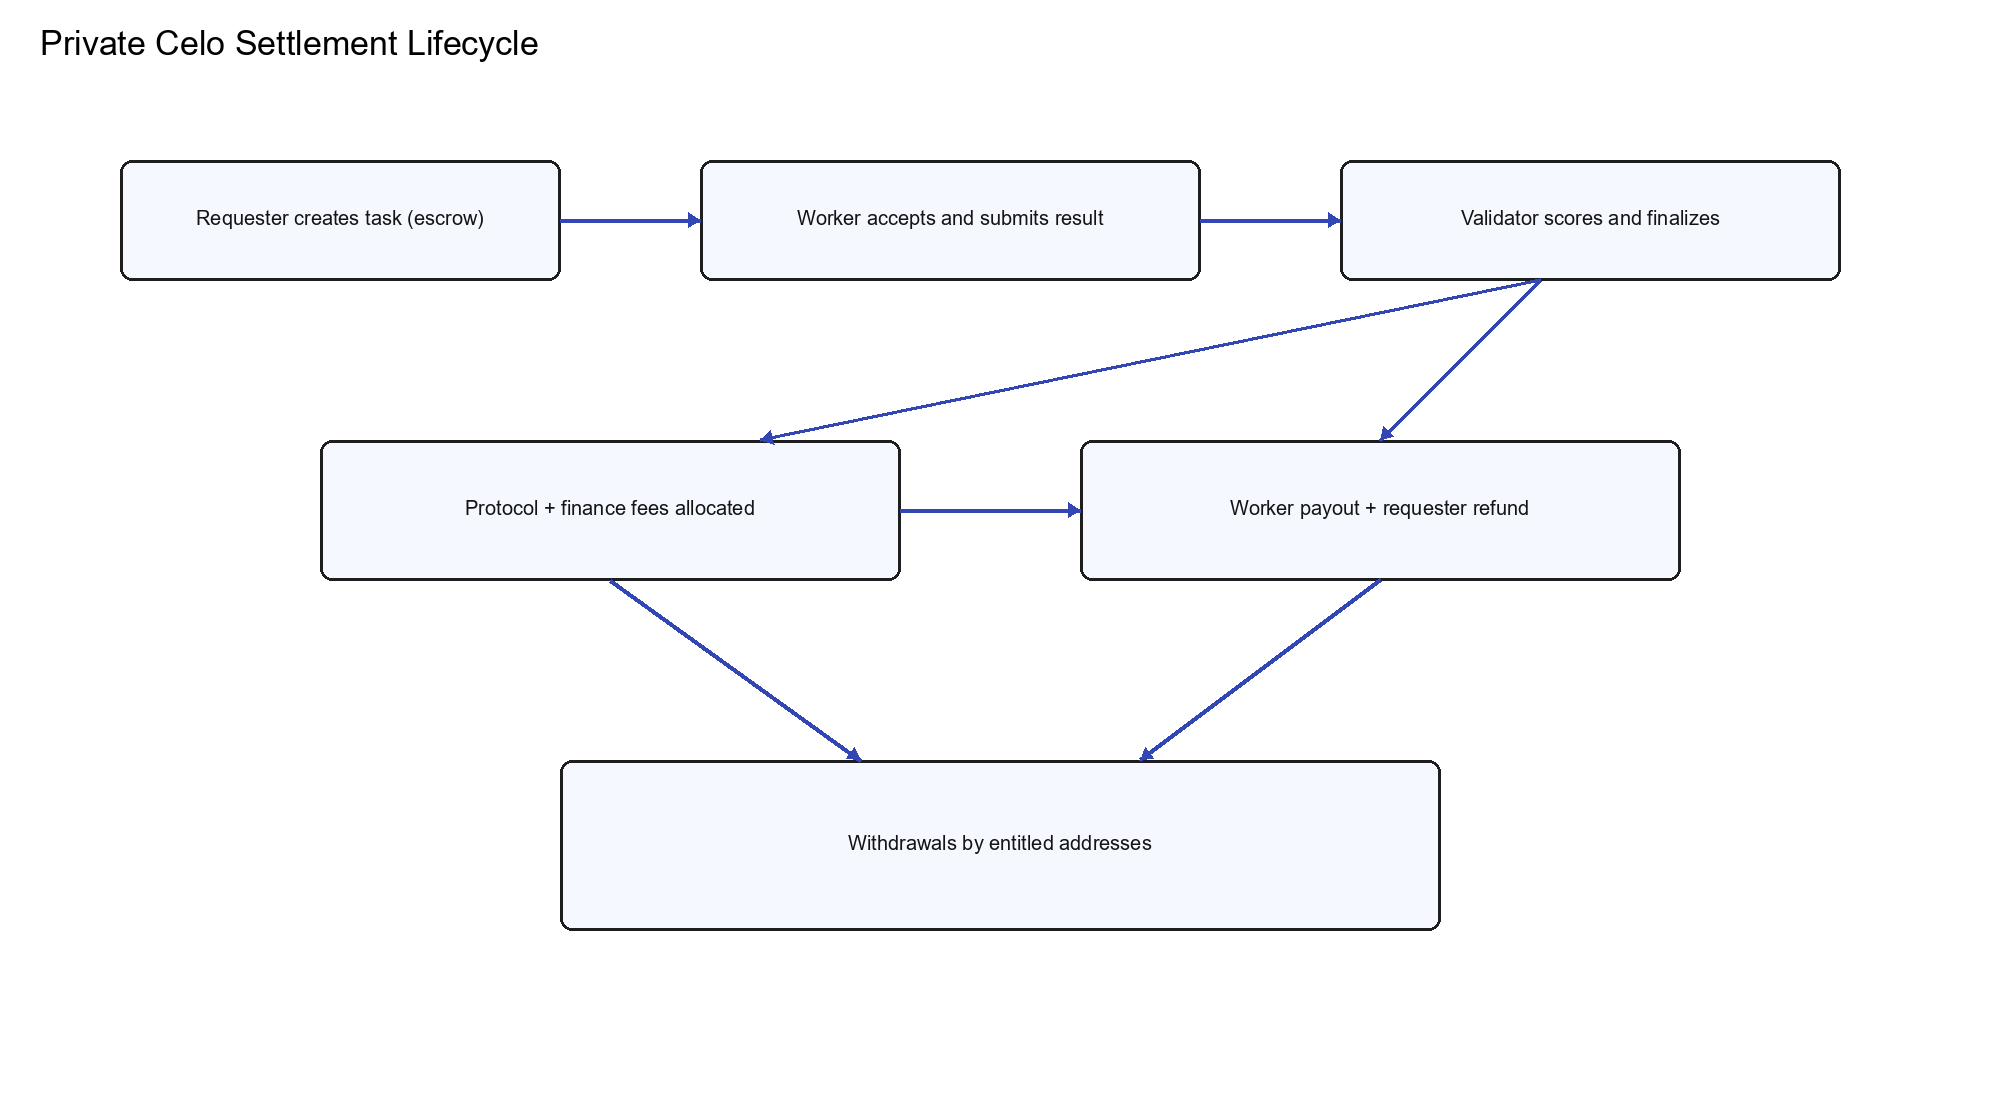 Private Celo Settlement Lifecycle
Requester creates task (escrow)
Worker accepts and submits result
Validator scores and finalizes
Protocol + finance fees allocated
Worker payout + requester refund
Withdrawals by entitled addresses